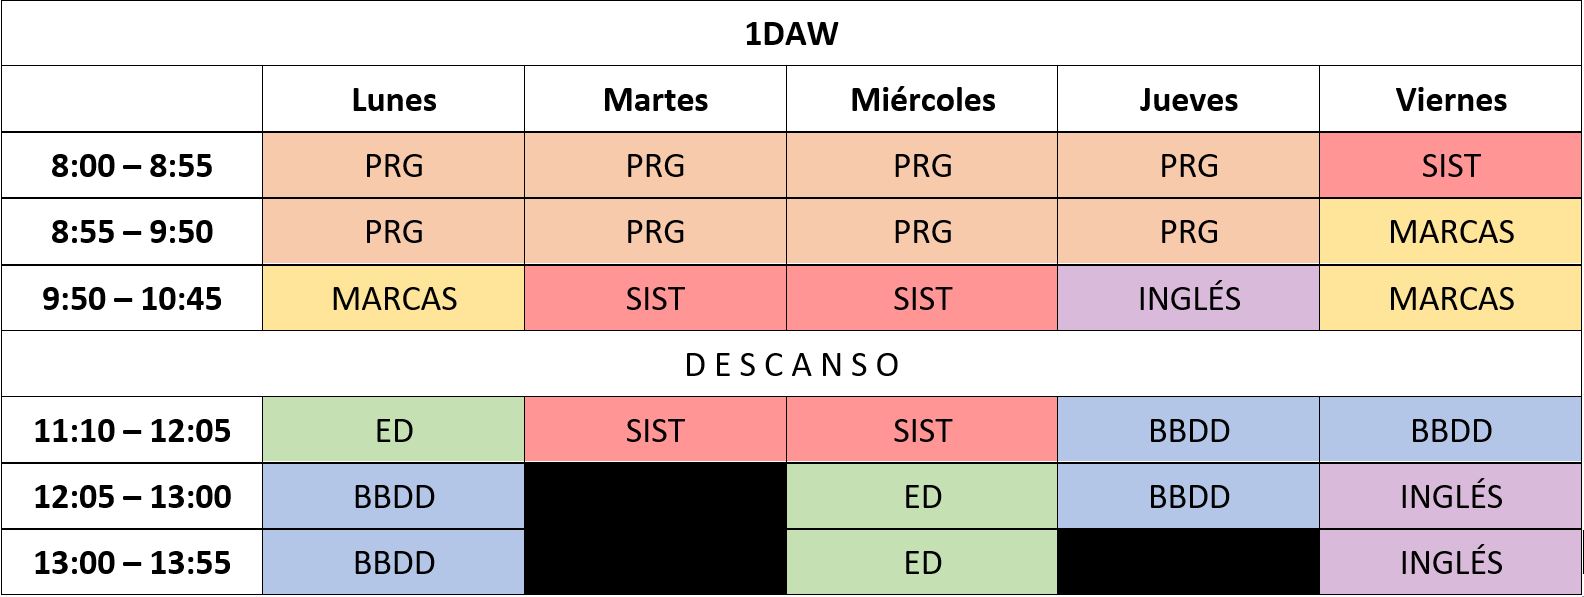 1DAW
Lunes Martes Miércoles Jueves Viernes
8:00 – 8:55 PRG PRG PRG PRG SIST
8:55 – 9:50 PRG PRG PRG PRG MARCAS
9:50 – 10:45 MARCAS SIST SIST INGLÉS MARCAS
D E S C A N S O
11:10 – 12:05 ED SIST SIST BBDD BBDD
12:05 – 13:00 BBDD ED BBDD INGLÉS
13:00 – 13:55 BBDD ED INGLÉS